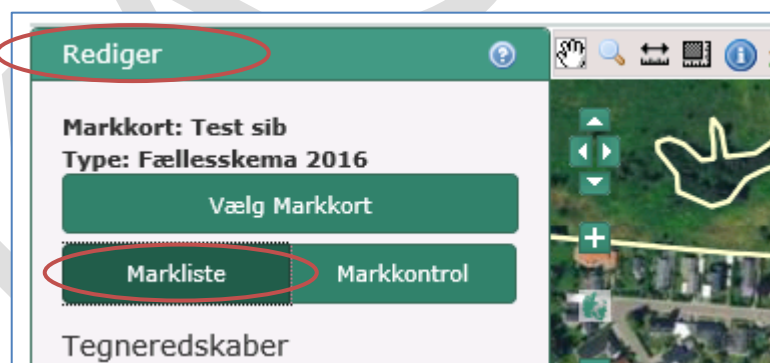 Rediger
Markkort: Test sib
Type: Fællesskema 2016
Vælg Markkort
Markliste Markkontrol
Tegneredskaber